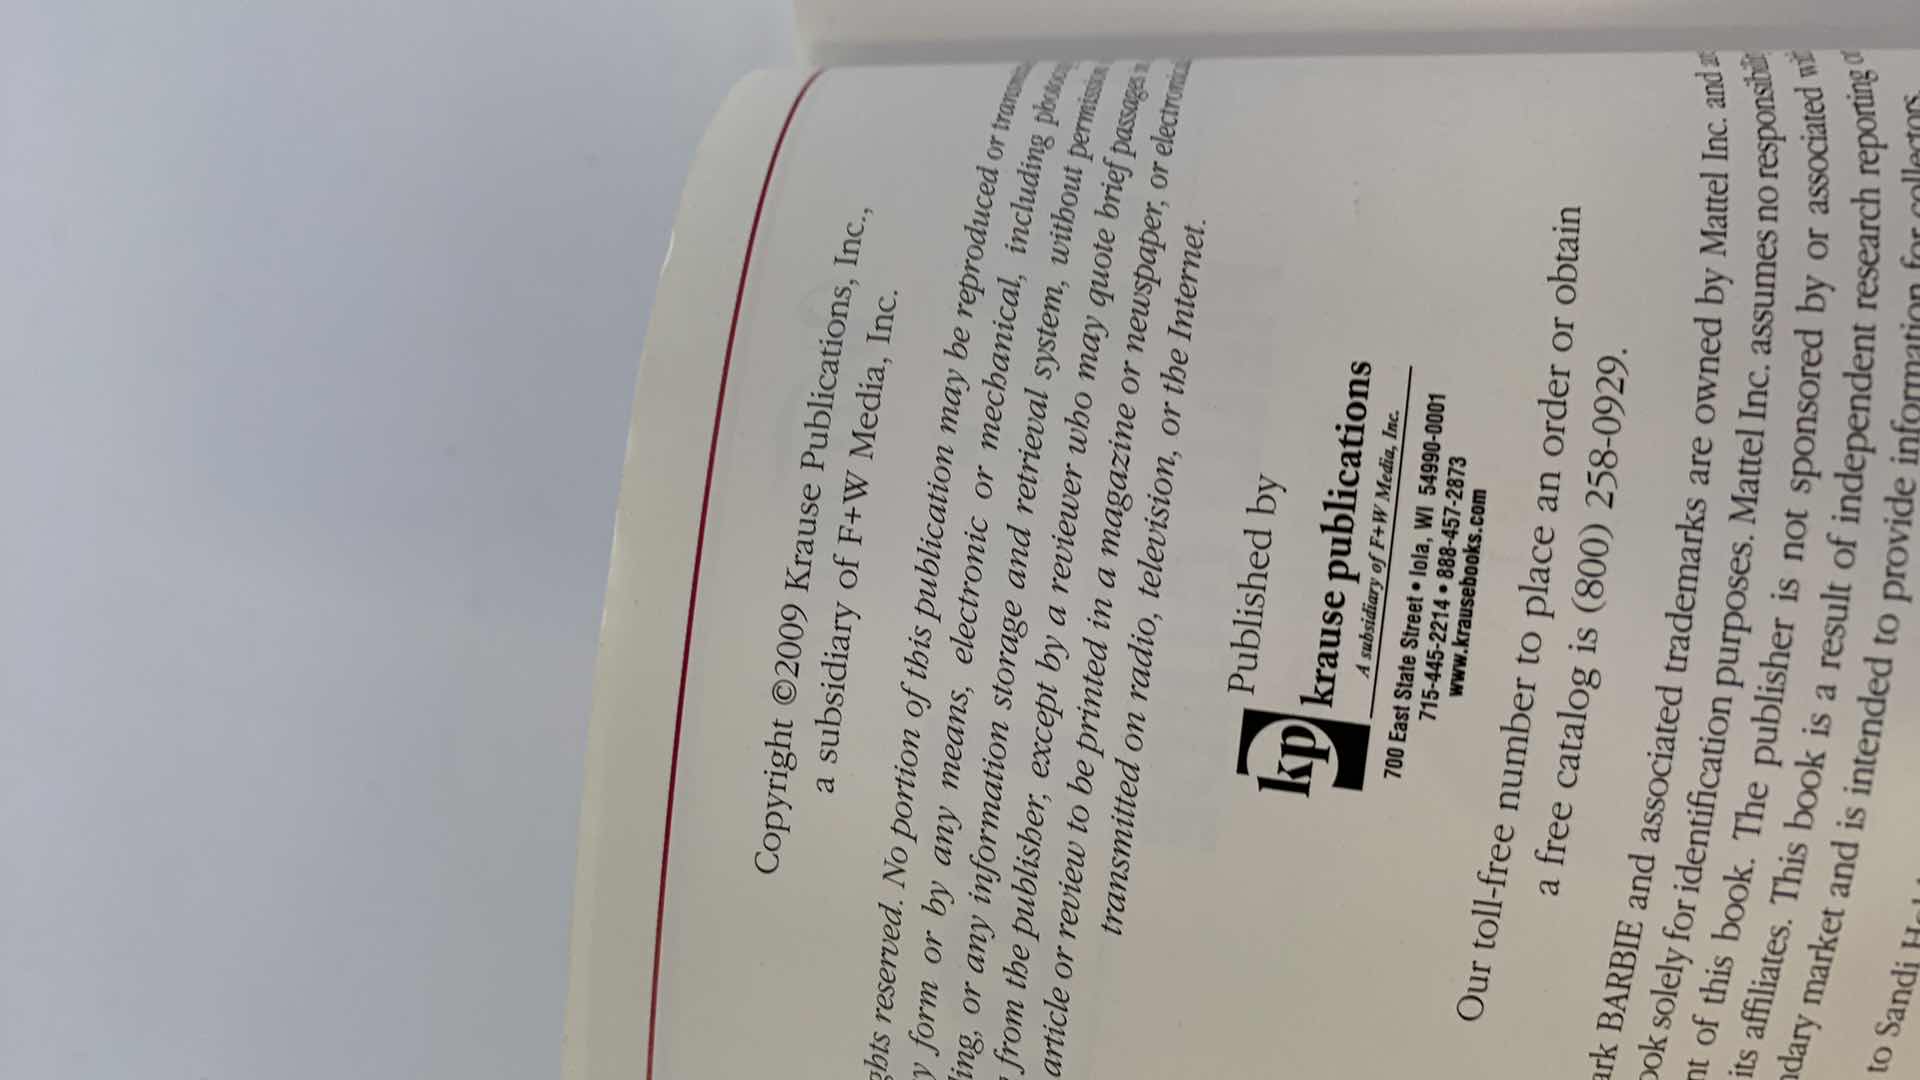 Copyright ©2009 Krause Publications, Inc.,
a subsidiary of F+W Media, Inc.
ghts reserved. No portion of this publication may be reproduced or transm
y form or by any means, electronic or mechanical, including photoco
ing, or any information storage and retrieval system, without permission
from the publisher, except by a reviewer who may quote brief passages
article or review to be printed in a magazine or newspaper, or electronica
transmitted on radio, television, or the Internet.
Published by
kp krause publications
A subsidiary of F+W Media, Inc.
700 East State Street • Iola, WI 54990-0001
715-445-2214 • 888-457-2873
www.krausebooks.com
Our toll-free number to place an order or obtain
a free catalog is (800) 258-0929.
ark BARBIE and associated trademarks are owned by Mattel Inc. and
ook solely for identification purposes. Mattel Inc. assumes no responsibility
nt of this book. The publisher is not sponsored by or associated wit
its affiliates. This book is a result of independent research reporting
ndary market and is intended to provide information for collectors.
to Sandi